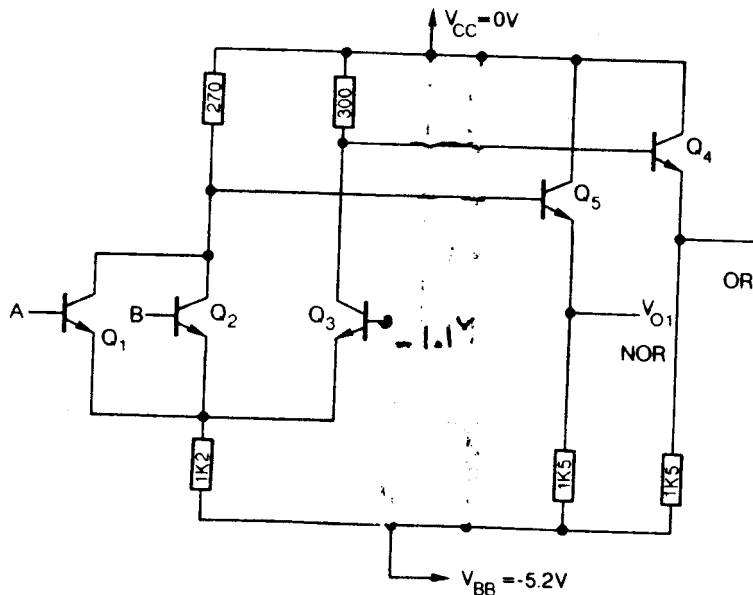 V_CC = 0V
270
300
Q4
Q5
OR
A
B
Q1
Q2
Q3
-1.1V
V_O1
NOR
1K2
1K5
1K5
V_BB = -5.2V